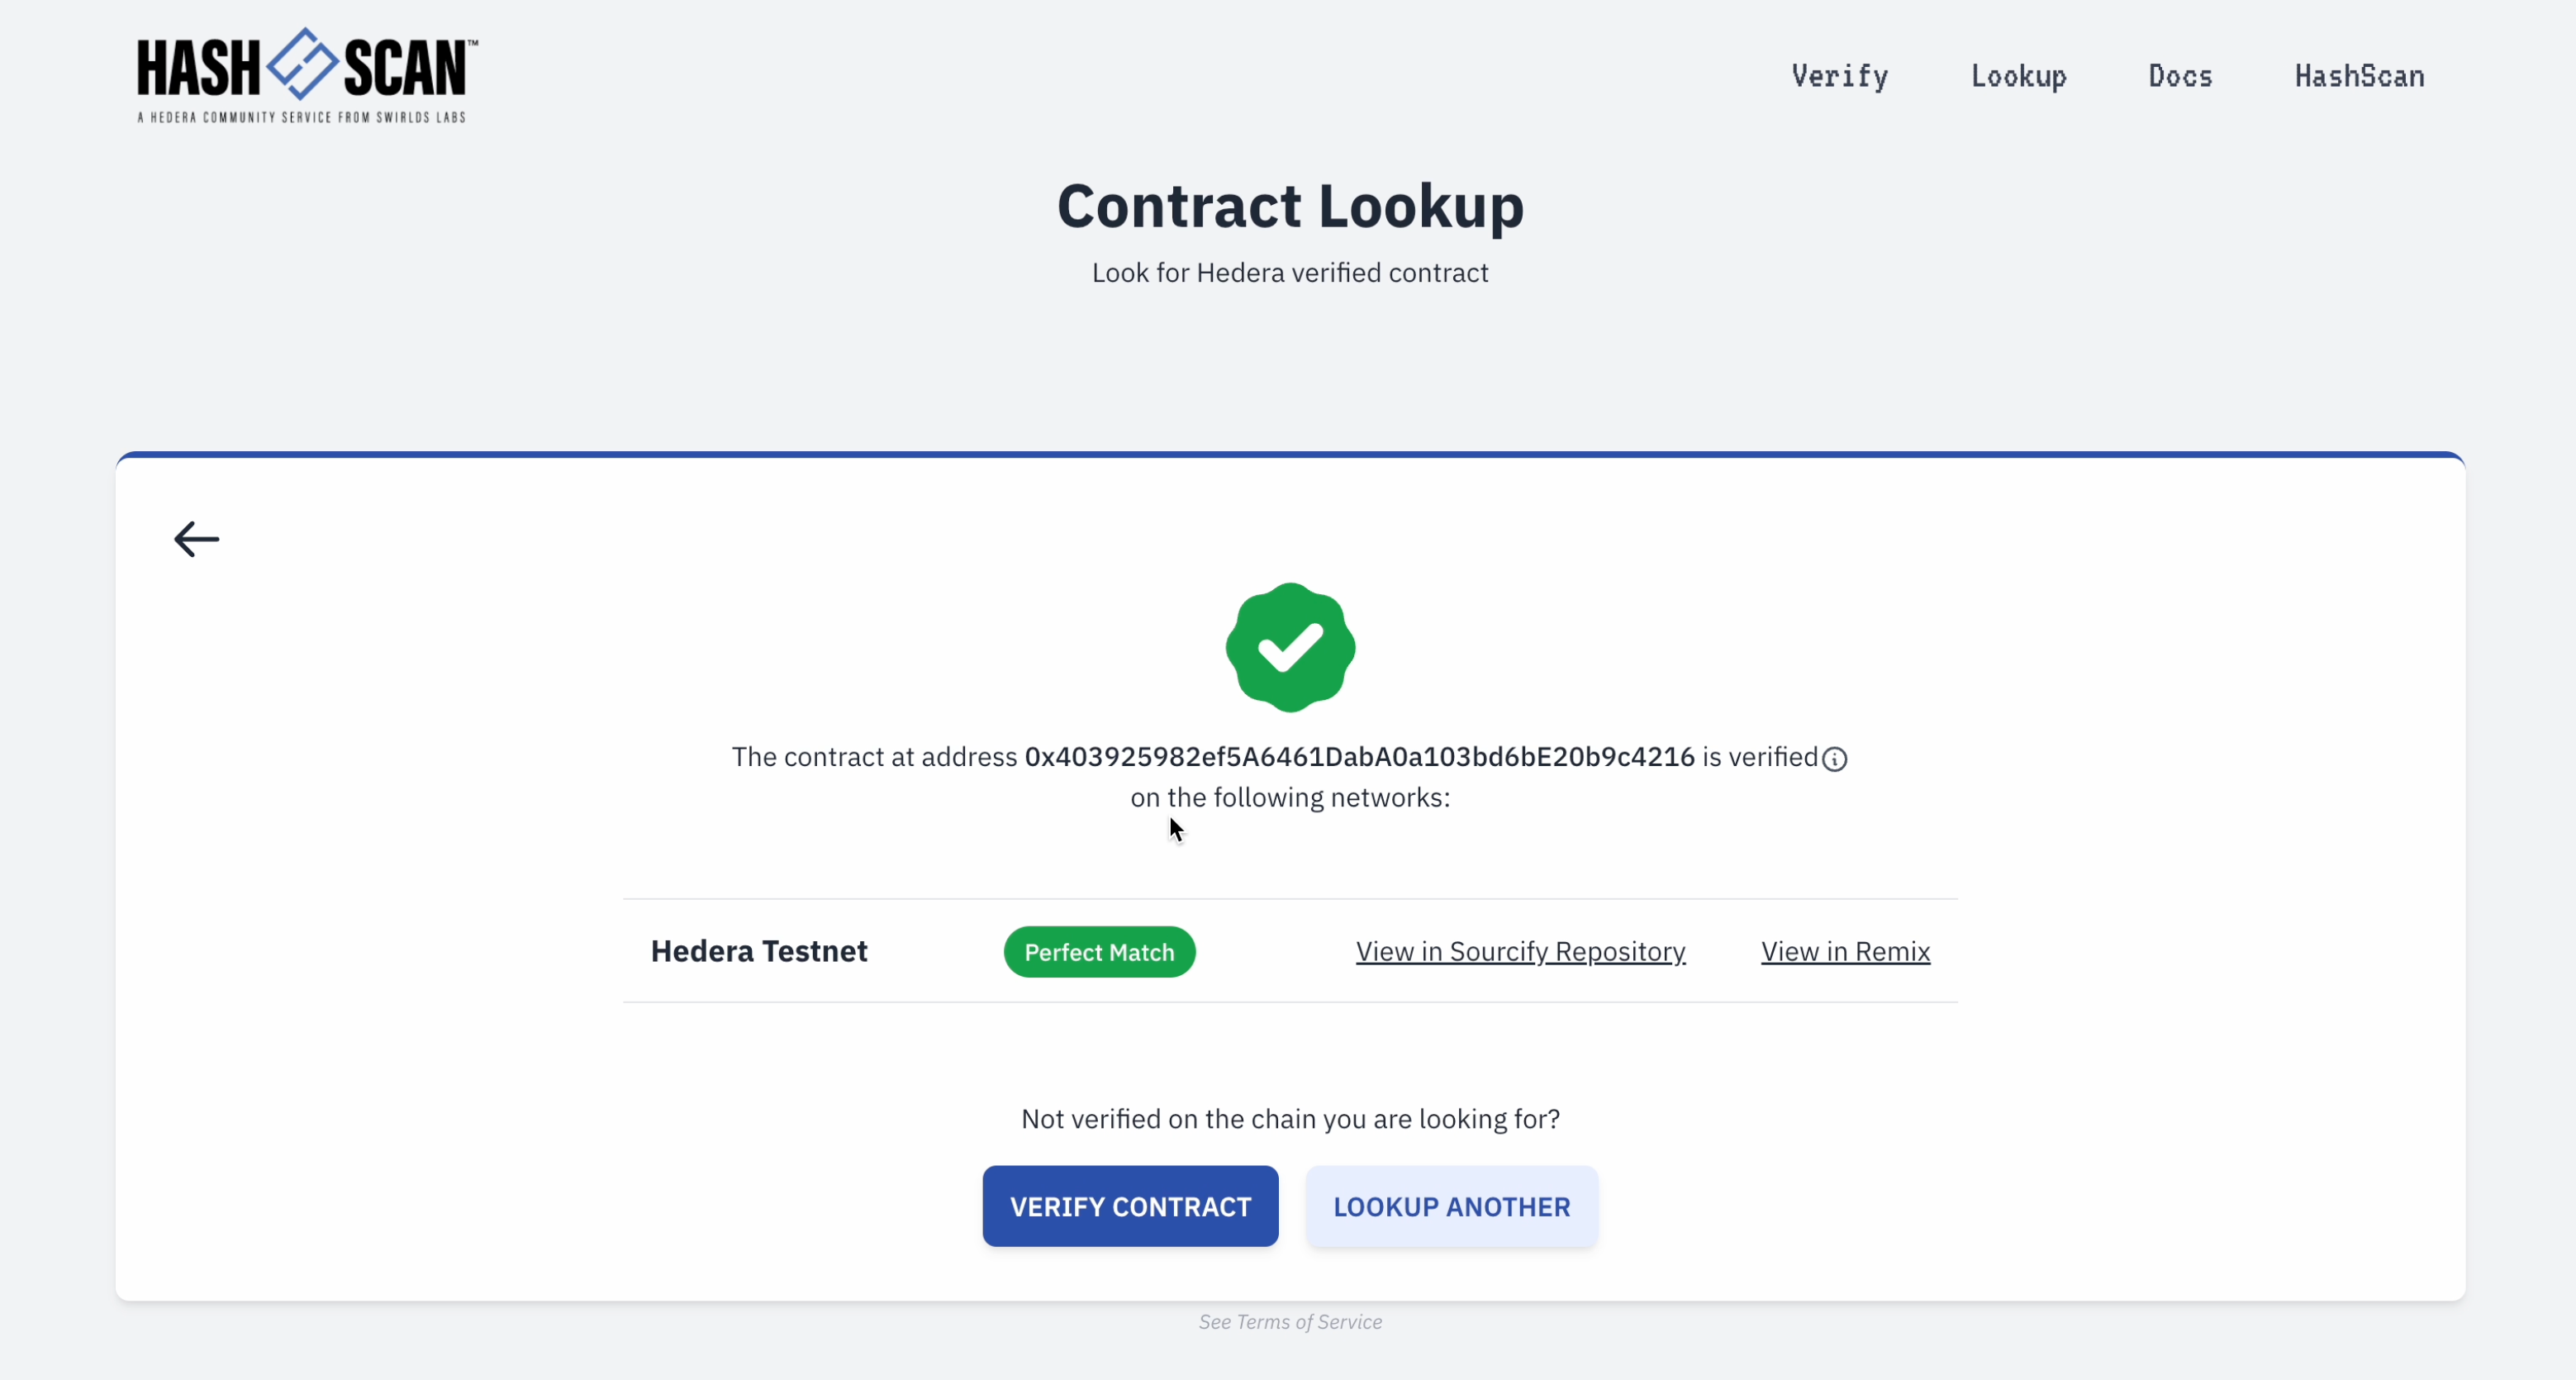 HASH SCAN™
A HEDERA COMMUNITY SERVICE FROM SWIRLDS LABS
Verify Lookup Docs HashScan
Contract Lookup
Look for Hedera verified contract
The contract at address 0x403925982ef5A6461DabA0a103bd6bE20b9c4216 is verified
on the following networks:
Hedera Testnet Perfect Match View in Sourcify Repository View in Remix
Not verified on the chain you are looking for?
VERIFY CONTRACT LOOKUP ANOTHER
See Terms of Service